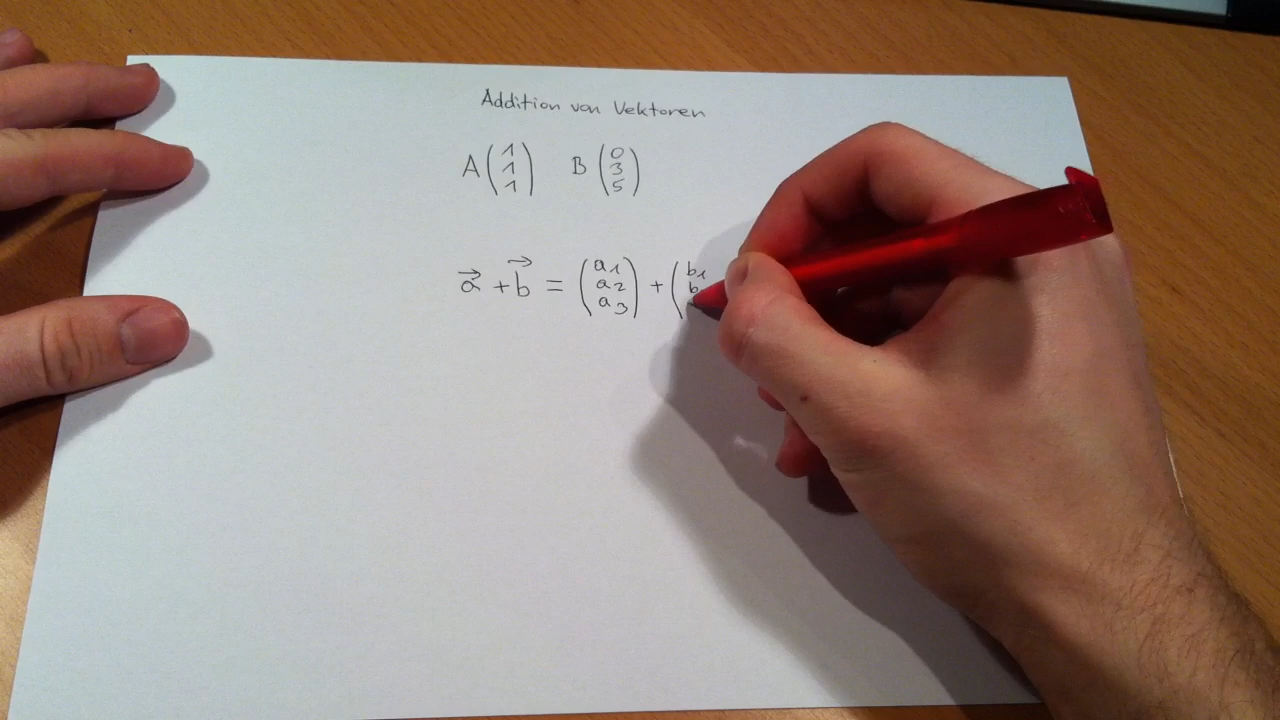 Addition von Vektoren
A (1 1 1) B (0 3 5)
a⃗ + b⃗ = (a1 a2 a3) + (b1 b